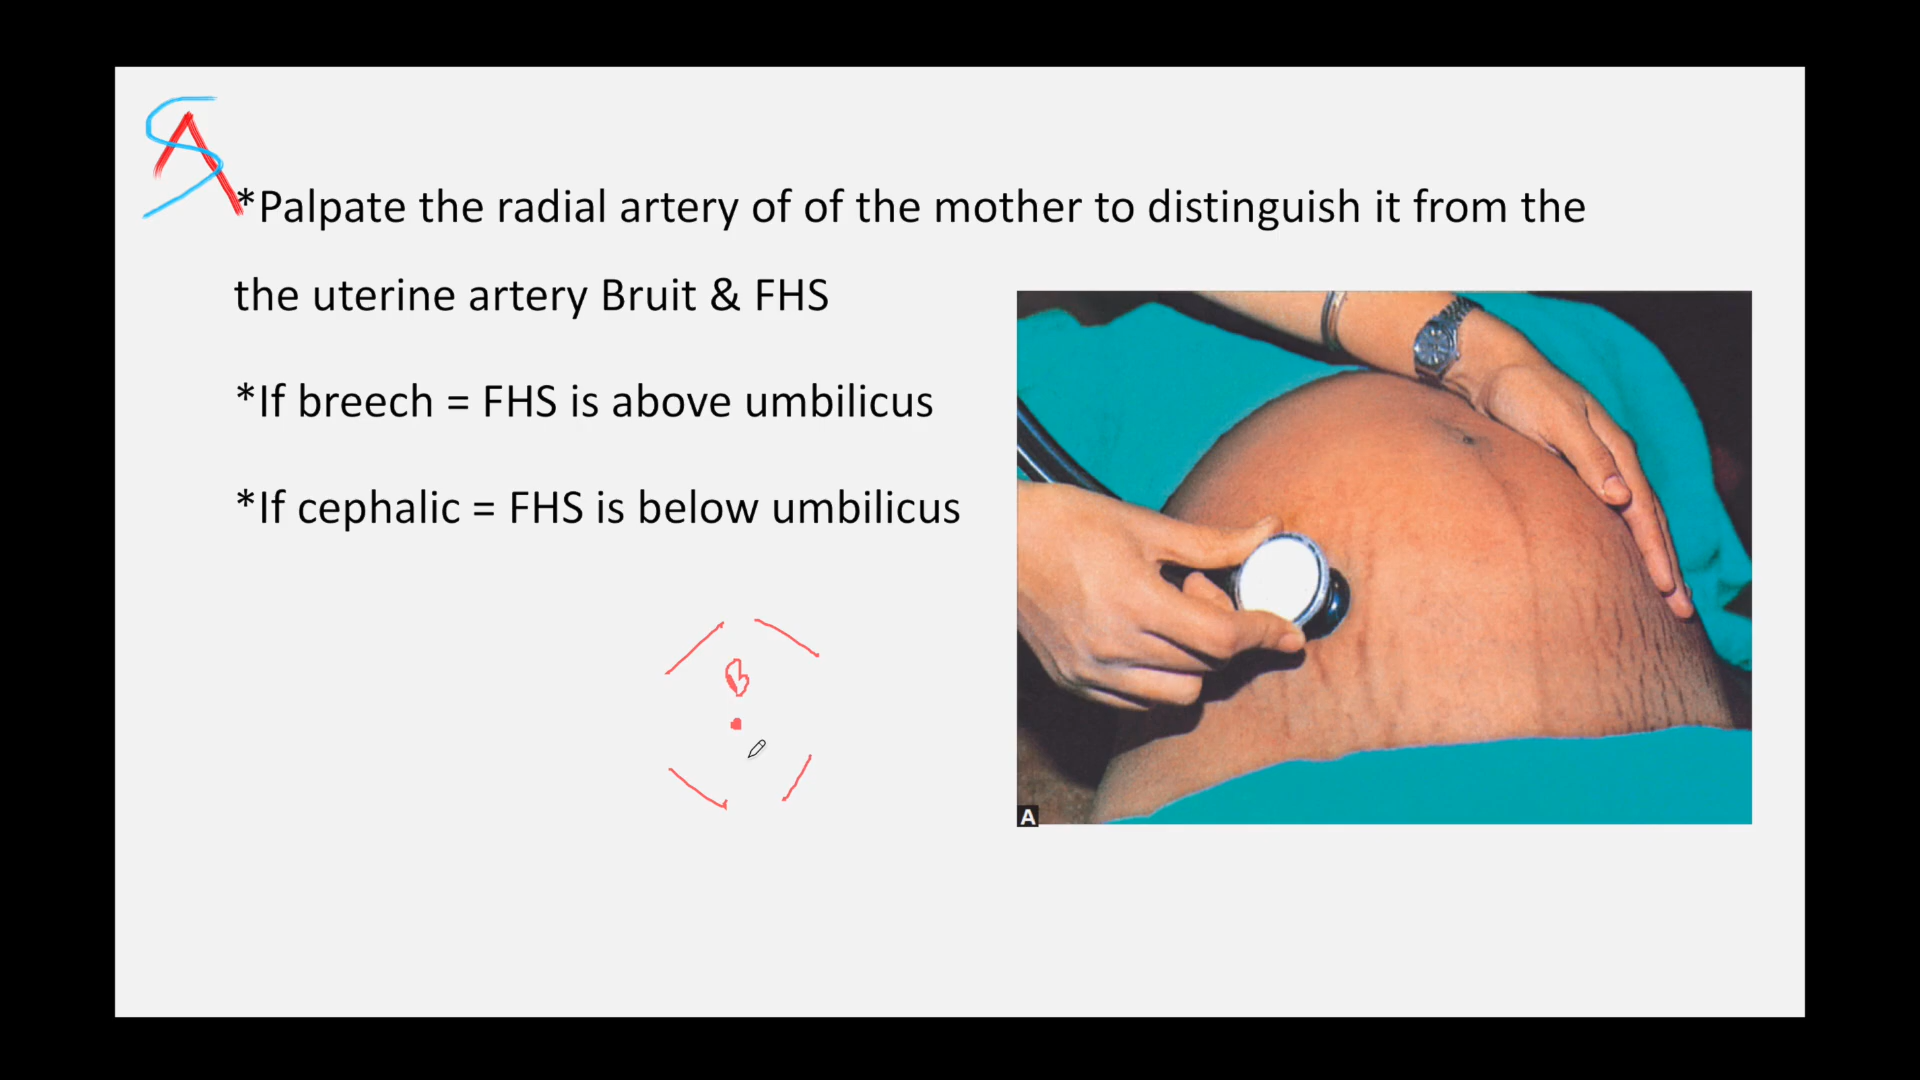 SA
*Palpate the radial artery of of the mother to distinguish it from the
the uterine artery Bruit & FHS
*If breech = FHS is above umbilicus
*If cephalic = FHS is below umbilicus
B
A